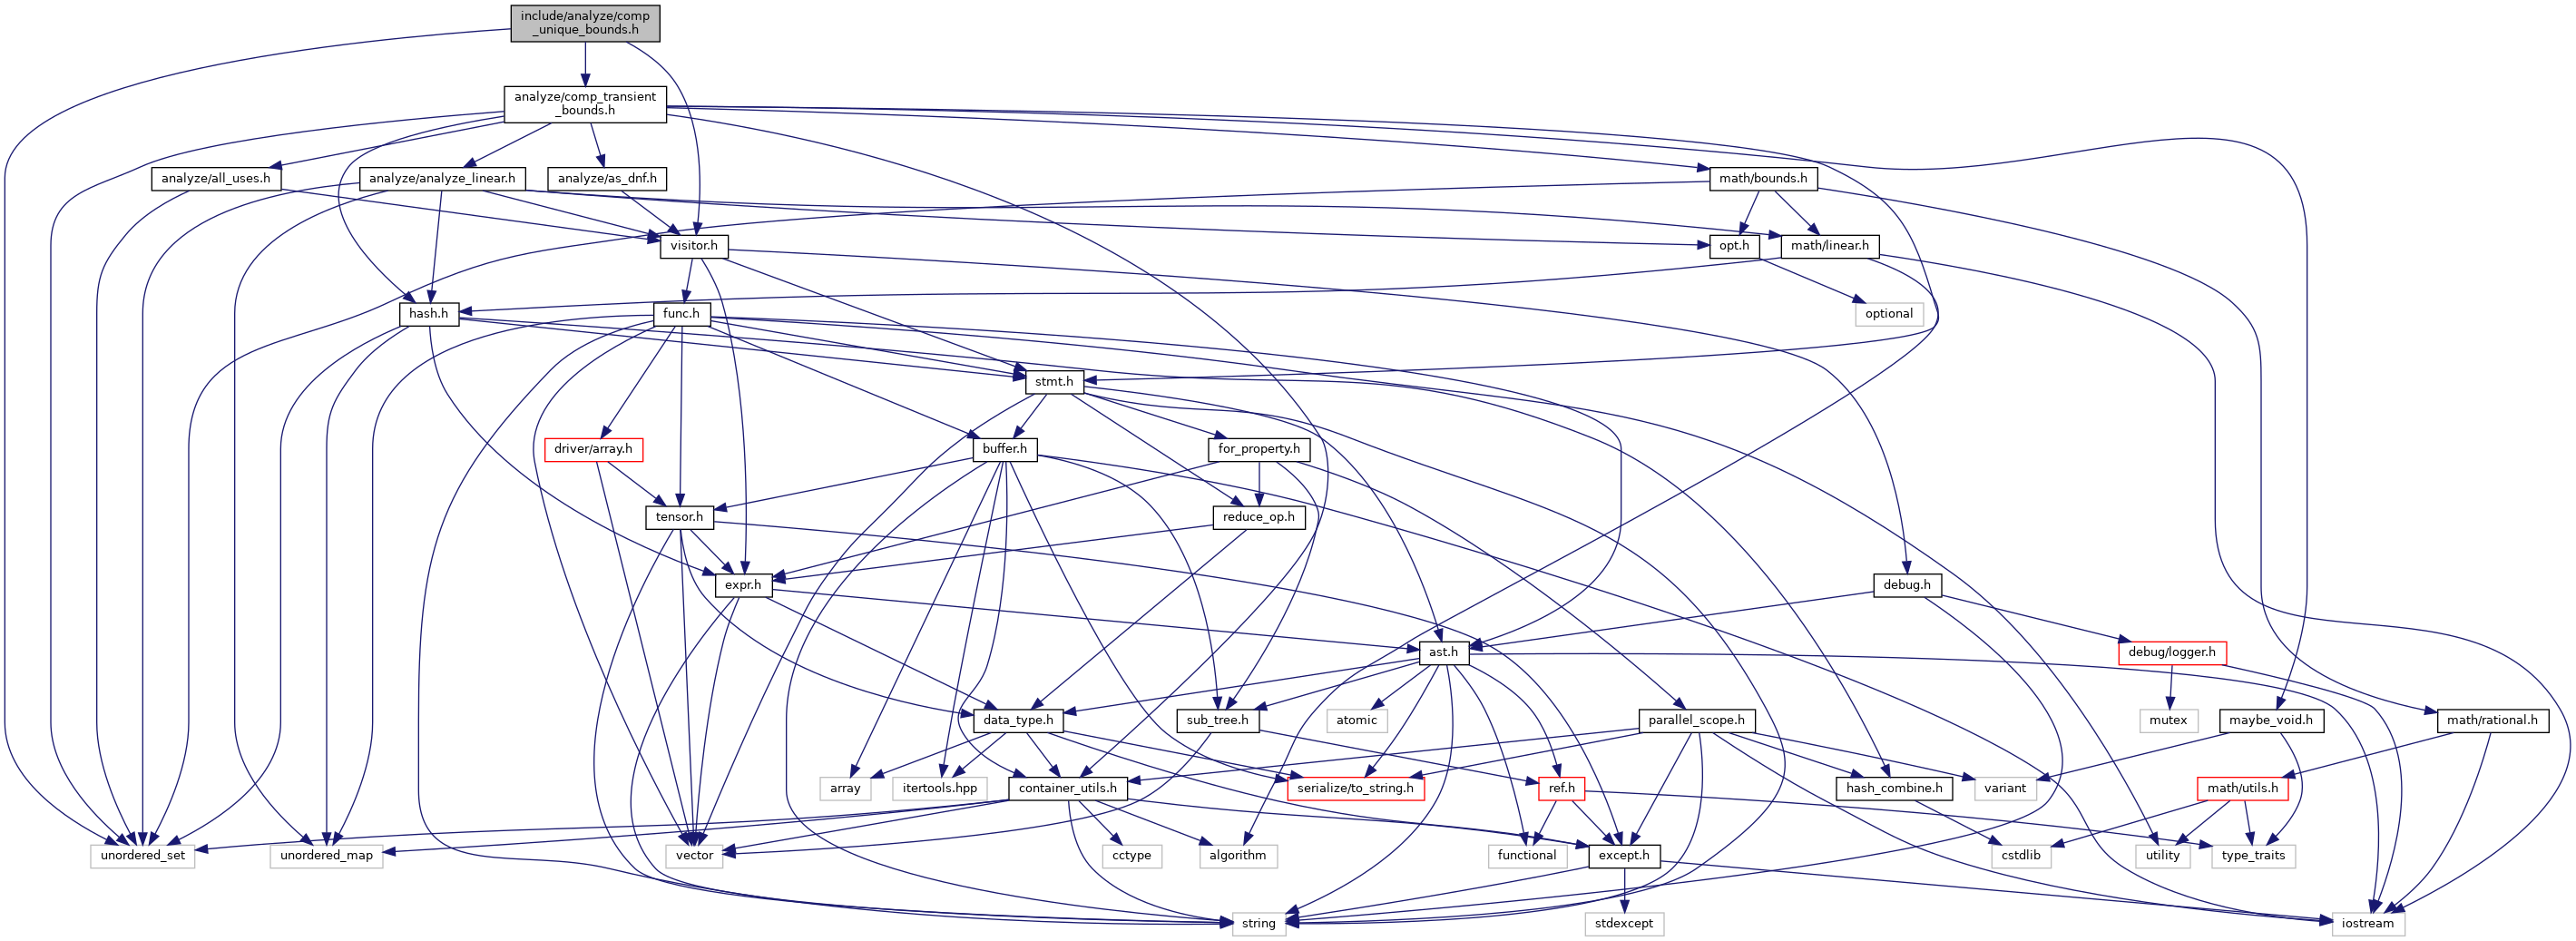 include/analyze/comp
_unique_bounds.h
analyze/comp_transient
_bounds.h
analyze/all_uses.h
analyze/analyze_linear.h
analyze/as_dnf.h
math/bounds.h
visitor.h
opt.h
math/linear.h
hash.h
func.h
optional
stmt.h
driver/array.h
buffer.h
for_property.h
tensor.h
reduce_op.h
expr.h
debug.h
ast.h
debug/logger.h
data_type.h
sub_tree.h
atomic
parallel_scope.h
mutex
maybe_void.h
math/rational.h
array
itertools.hpp
container_utils.h
serialize/to_string.h
ref.h
hash_combine.h
variant
math/utils.h
unordered_set
unordered_map
vector
cctype
algorithm
functional
except.h
cstdlib
utility
type_traits
string
stdexcept
iostream